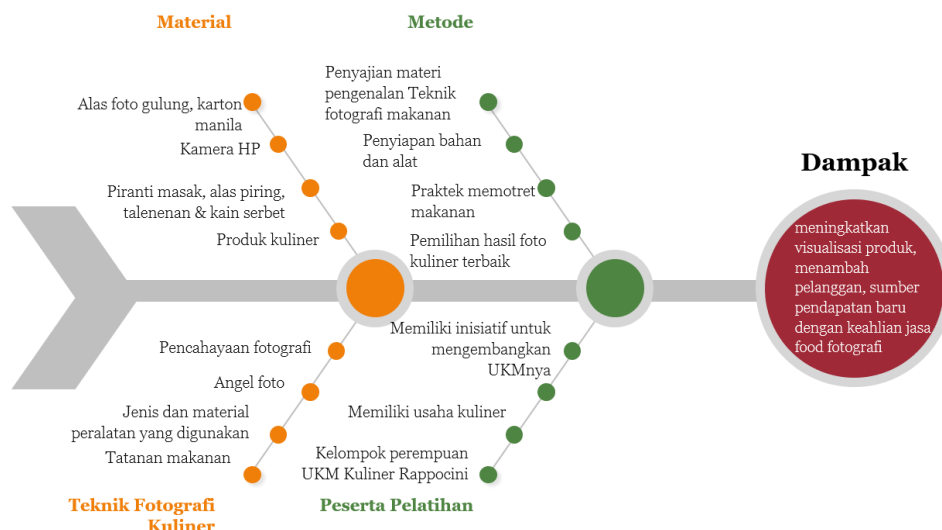 Material
Alas foto gulung, karton
manila
Kamera HP
Piranti masak, alas piring,
talenenan & kain serbet
Produk kuliner
Metode
Penyajian materi
pengenalan Teknik
fotografi makanan
Penyiapan bahan
dan alat
Praktek memotret
makanan
Pemilihan hasil foto
kuliner terbaik
Dampak
meningkatkan
visualisasi produk,
menambah
pelanggan, sumber
pendapatan baru
dengan keahlian jasa
food fotografi
Pencahayaan fotografi
Angel foto
Jenis dan material
peralatan yang digunakan
Tatanan makanan
Teknik Fotografi
Kuliner
Memiliki inisiatif untuk
mengembangkan
UKMnya
Memiliki usaha kuliner
Kelompok perempuan
UKM Kuliner Rappocini
Peserta Pelatihan